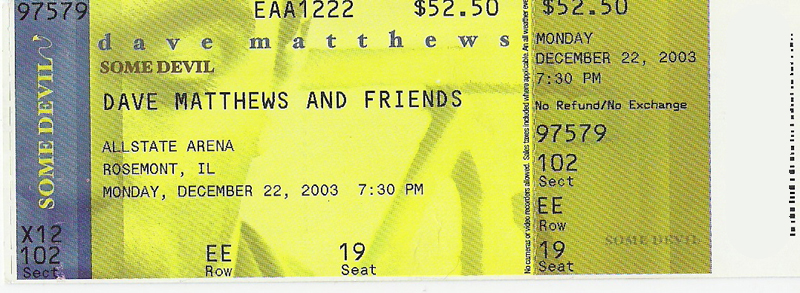 97579
EAA1222
$52.50
dave matthews
SOME DEVIL
DAVE MATTHEWS AND FRIENDS
ALLSTATE ARENA
ROSEMONT, IL
MONDAY, DECEMBER 22, 2003 7:30 PM
SOME DEVIL
X12
102
Sect
EE
Row
19
Seat
No cameras or video recorders allowed. Sales taxes included where applicable. An all weather eve
$52.50
MONDAY
DECEMBER 22, 2003
7:30 PM
No Refund/No Exchange
97579
102
Sect
EE
Row
19
Seat
SOME DEVIL